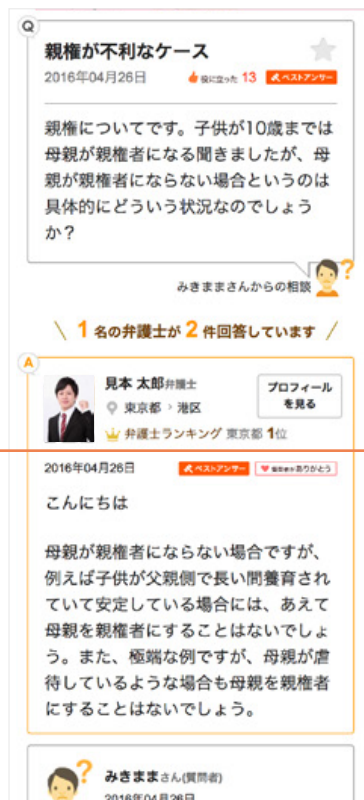 Q
親権が不利なケース
2016年04月26日 役に立った 13 ベストアンサー
親権についてです。子供が10歳までは
母親が親権者になる聞きましたが、母
親が親権者にならない場合というのは
具体的にどういう状況なのでしょう
か？
?
みきままさんからの相談
\ 1 名の弁護士が 2 件回答しています /
A
見本 太郎弁護士
東京都 > 港区
プロフィール
を見る
弁護士ランキング 東京都 1位
2016年04月26日 ベストアンサー ありがとう
こんにちは
母親が親権者にならない場合ですが、
例えば子供が父親側で長い間養育され
ていて安定している場合には、あえて
母親を親権者にすることはないでしょ
う。また、極端な例ですが、母親が虐
待しているような場合も母親を親権者
にすることはないでしょう。
?
みきままさん(質問者)
2016年04月26日